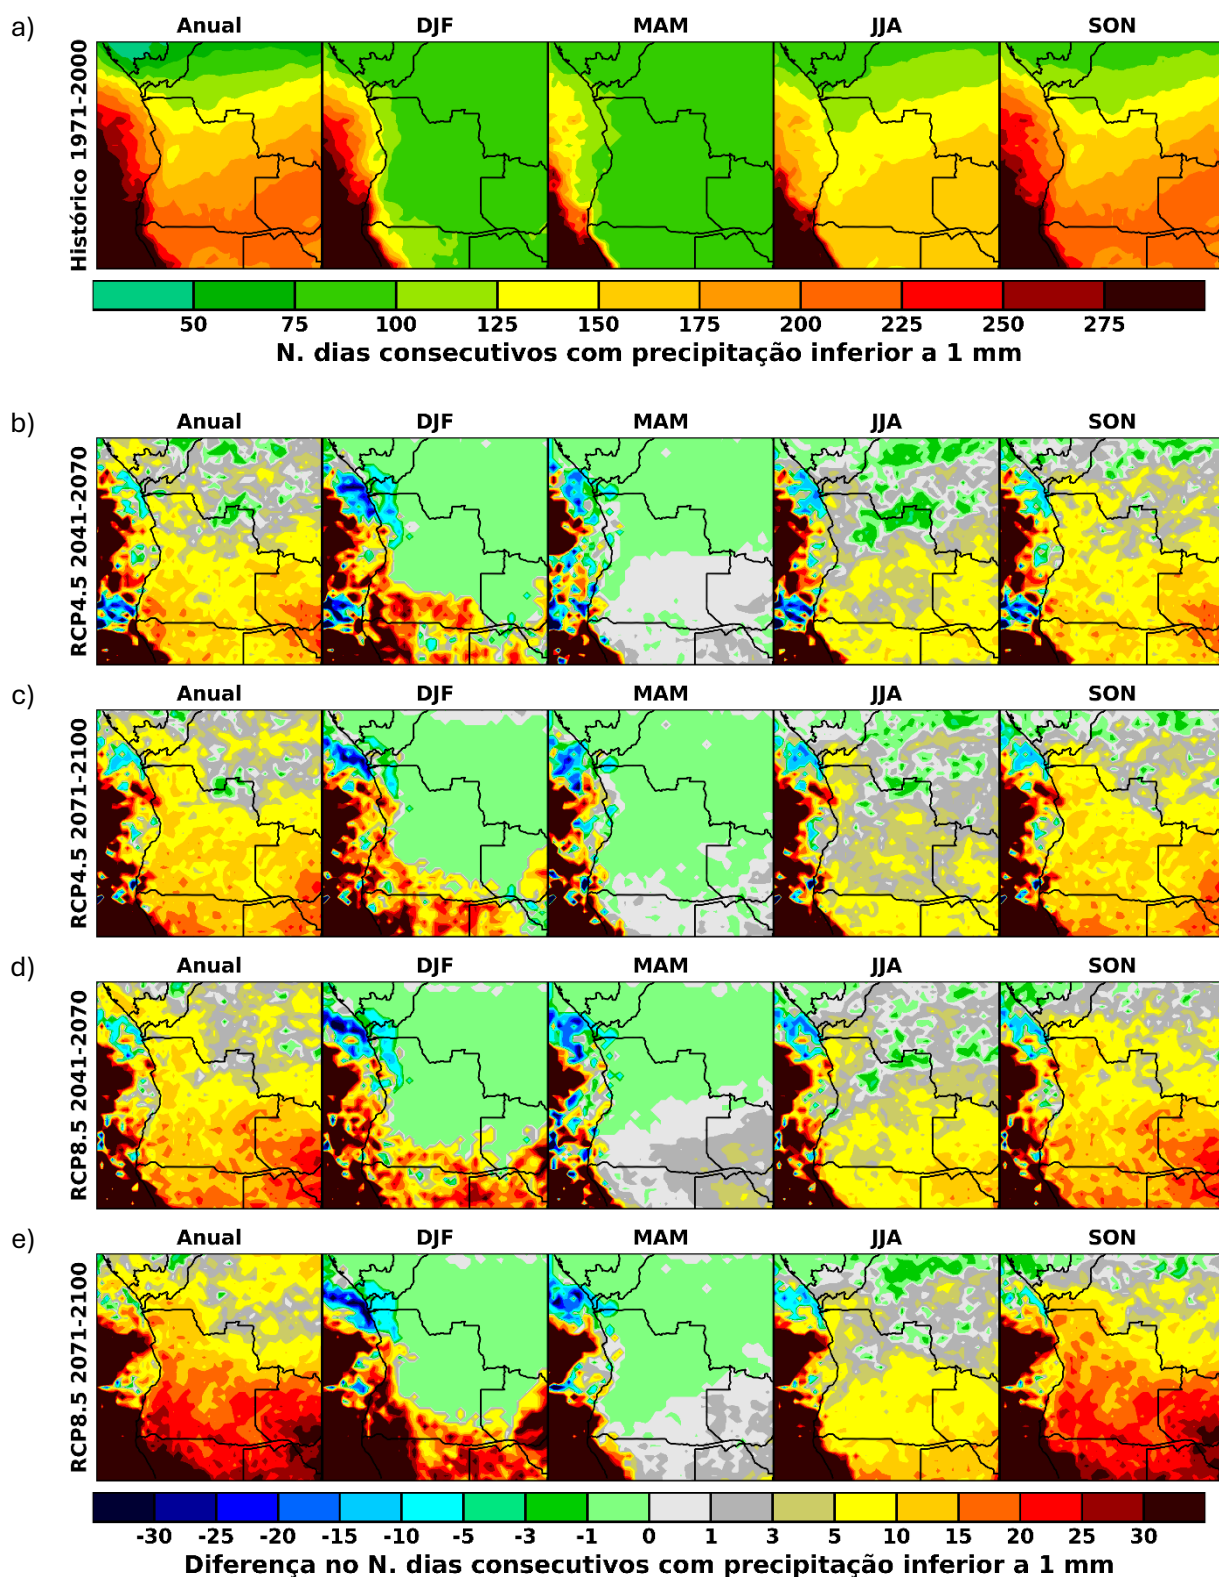 a)
Anual DJF MAM JJA SON
Histórico 1971-2000
50 75 100 125 150 175 200 225 250 275
N. dias consecutivos com precipitação inferior a 1 mm
b)
Anual DJF MAM JJA SON
RCP4.5 2041-2070
c)
Anual DJF MAM JJA SON
RCP4.5 2071-2100
d)
Anual DJF MAM JJA SON
RCP8.5 2041-2070
e)
Anual DJF MAM JJA SON
RCP8.5 2071-2100
-30 -25 -20 -15 -10 -5 -3 -1 0 1 3 5 10 15 20 25 30
Diferença no N. dias consecutivos com precipitação inferior a 1 mm